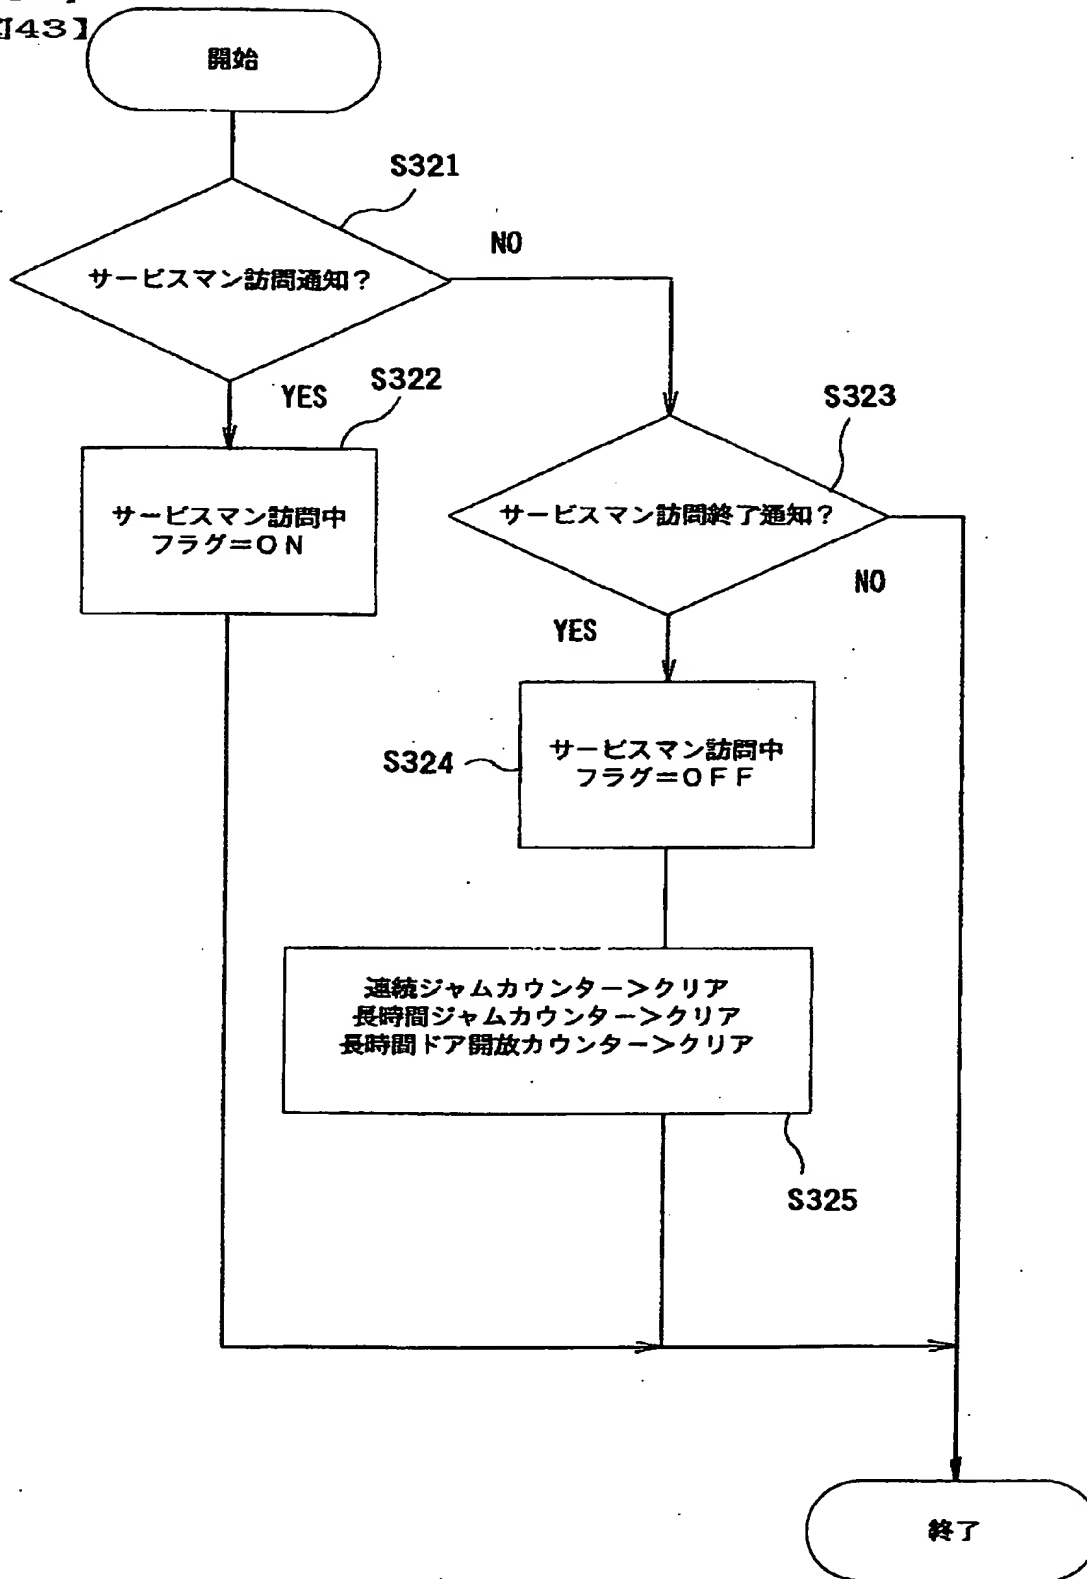 43】
開始
S321
サービスマン訪問通知?
NO
YES
S322
サービスマン訪問中
フラグ=ON
S323
サービスマン訪問終了通知?
NO
YES
S324
サービスマン訪問中
フラグ=OFF
連続ジャムカウンター>クリア
長時間ジャムカウンター>クリア
長時間ドア開放カウンター>クリア
S325
終了